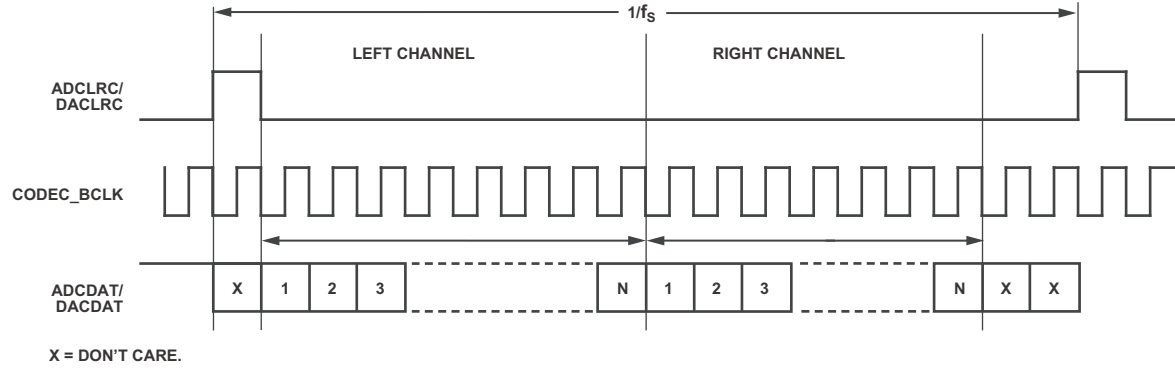 1/fS
LEFT CHANNEL
RIGHT CHANNEL
ADCLRC/
DACLRC
CODEC_BCLK
ADCDAT/
DACDAT
X 1 2 3 N 1 2 3 N X X
X = DON'T CARE.